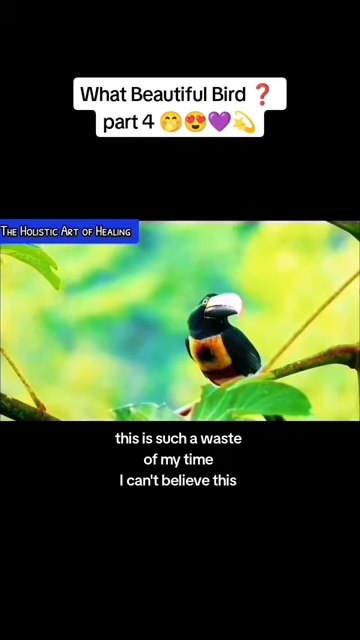 What Beautiful Bird ❓
part 4 🤭😍💜💫
THE HOLISTIC ART OF HEALING
this is such a waste
of my time
I can't believe this